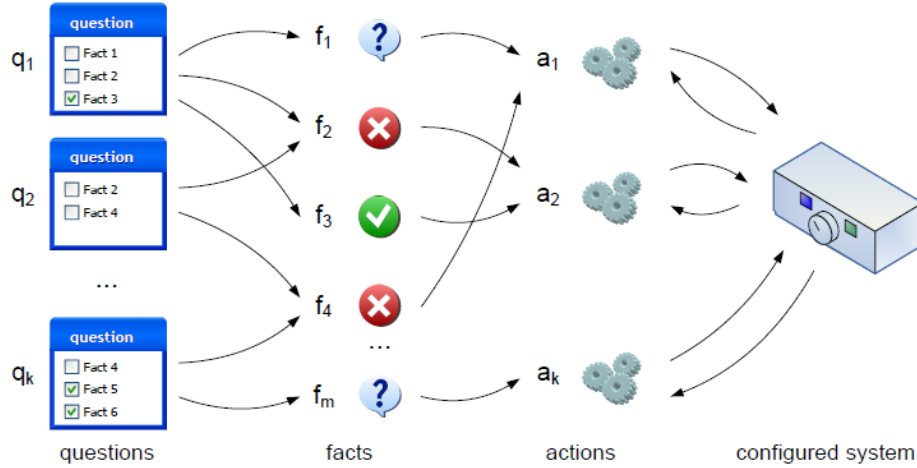 question
q1
Fact 1
Fact 2
Fact 3
question
q2
Fact 2
Fact 4
...
question
qk
Fact 4
Fact 5
Fact 6
questions
f1
?
f2
f3
f4
...
fm
?
facts
a1
a2
ak
actions
configured system